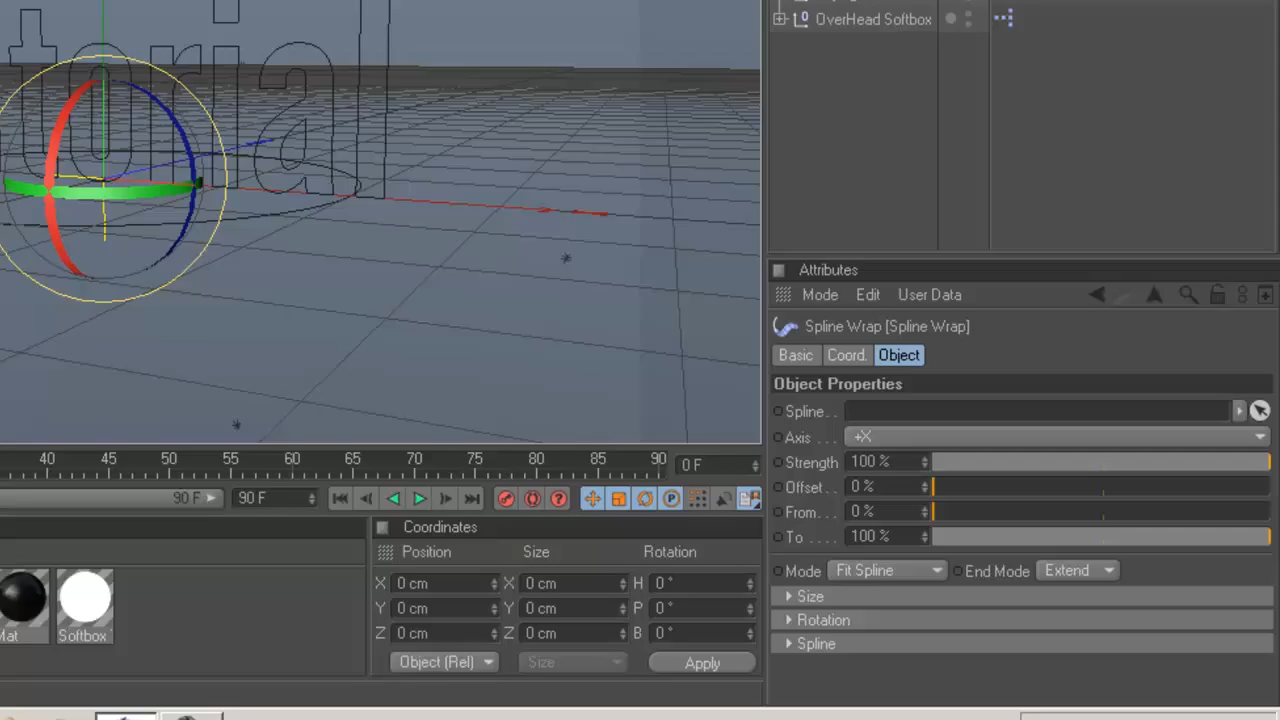 torial
OverHead Softbox
Attributes
Mode Edit User Data
Spline Wrap [Spline Wrap]
Basic Coord. Object
Object Properties
Spline. .
Axis . . . +X
Strength 100 %
Offset. . 0 %
From. . . 0 %
To . . . . 100 %
Mode Fit Spline End Mode Extend
Size
Rotation
Spline
40 45 50 55 60 65 70 75 80 85 90 0 F
90 F 90 F
Coordinates
Position Size Rotation
X 0 cm X 0 cm H 0 °
Y 0 cm Y 0 cm P 0 °
Z 0 cm Z 0 cm B 0 °
Object (Rel) Size Apply
Mat Softbox